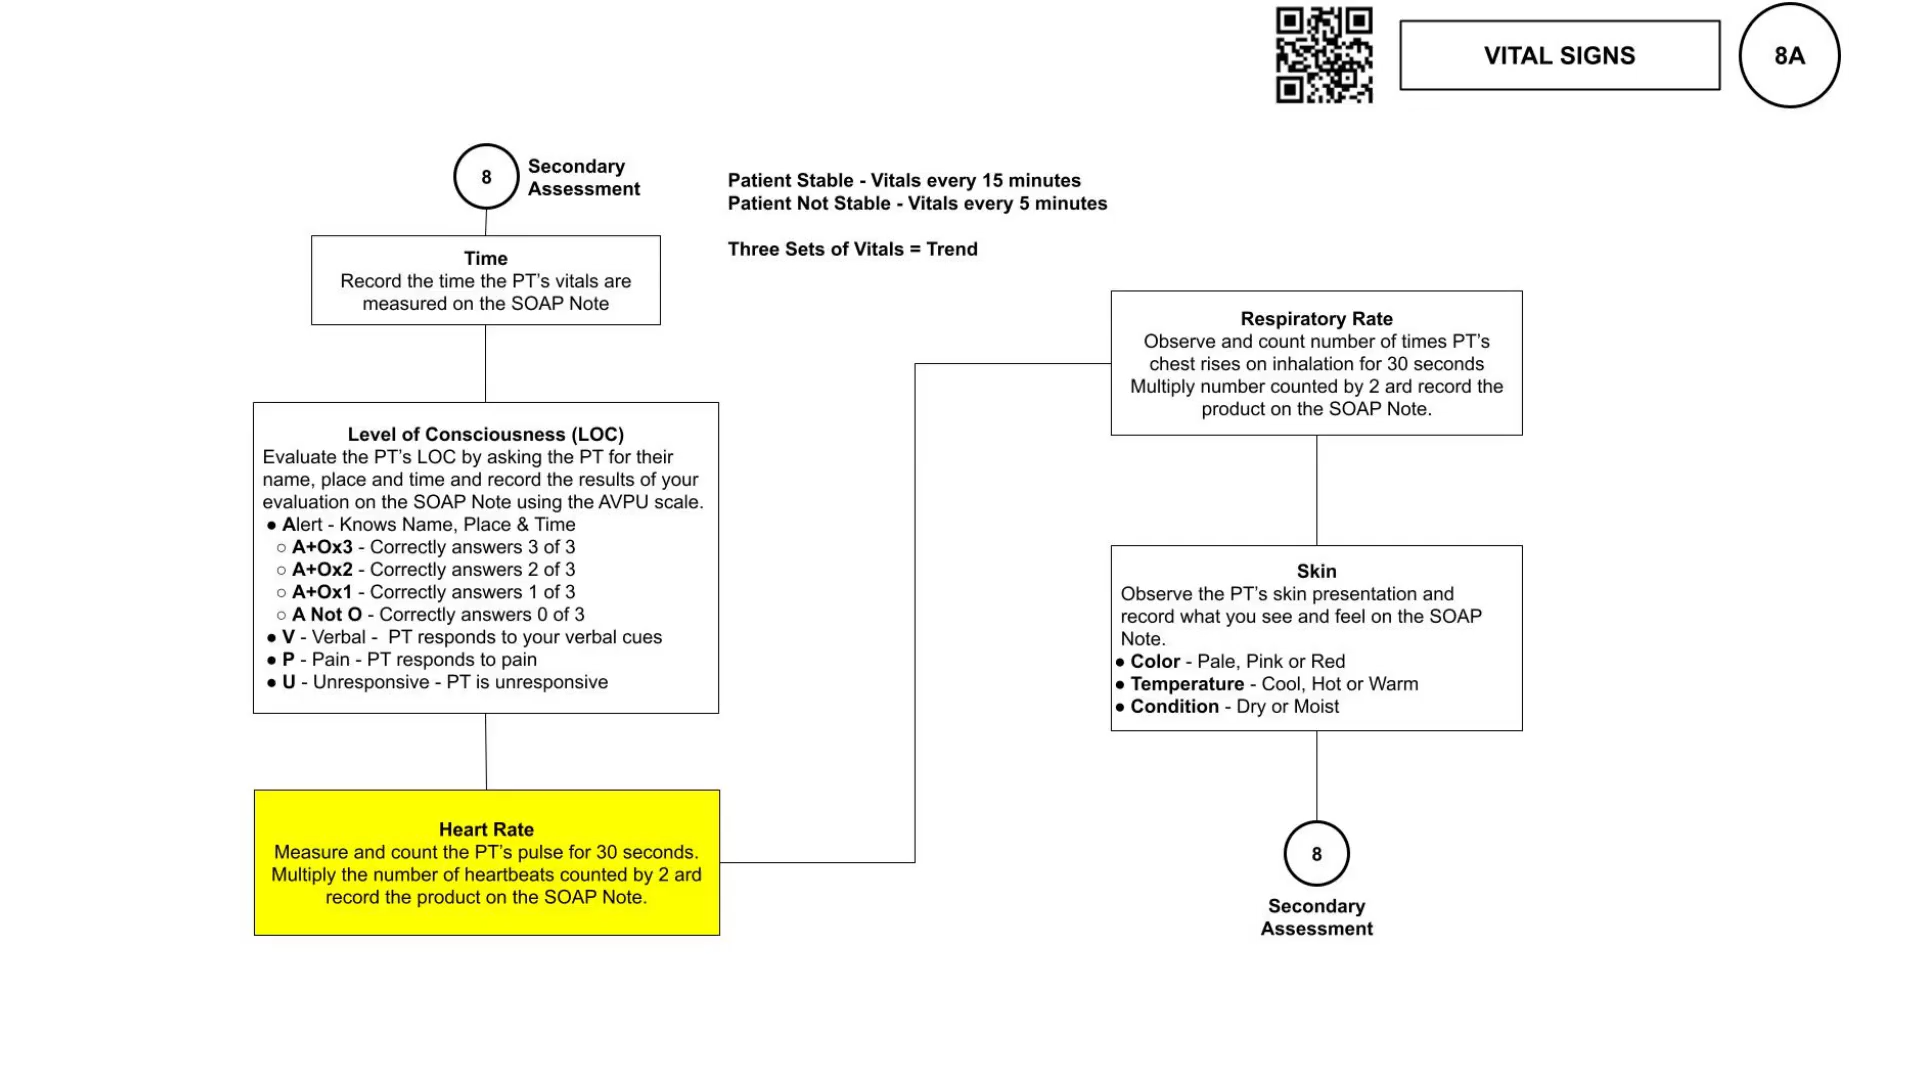 VITAL SIGNS
8A
8
Secondary
Assessment
Patient Stable - Vitals every 15 minutes
Patient Not Stable - Vitals every 5 minutes
Three Sets of Vitals = Trend
Time
Record the time the PT's vitals are
measured on the SOAP Note
Level of Consciousness (LOC)
Evaluate the PT's LOC by asking the PT for their
name, place and time and record the results of your
evaluation on the SOAP Note using the AVPU scale.
● Alert - Knows Name, Place & Time
○ A+Ox3 - Correctly answers 3 of 3
○ A+Ox2 - Correctly answers 2 of 3
○ A+Ox1 - Correctly answers 1 of 3
○ A Not O - Correctly answers 0 of 3
● V - Verbal - PT responds to your verbal cues
● P - Pain - PT responds to pain
● U - Unresponsive - PT is unresponsive
Heart Rate
Measure and count the PT's pulse for 30 seconds.
Multiply the number of heartbeats counted by 2 ard
record the product on the SOAP Note.
Respiratory Rate
Observe and count number of times PT's
chest rises on inhalation for 30 seconds
Multiply number counted by 2 ard record the
product on the SOAP Note.
Skin
Observe the PT's skin presentation and
record what you see and feel on the SOAP
Note.
● Color - Pale, Pink or Red
● Temperature - Cool, Hot or Warm
● Condition - Dry or Moist
8
Secondary
Assessment